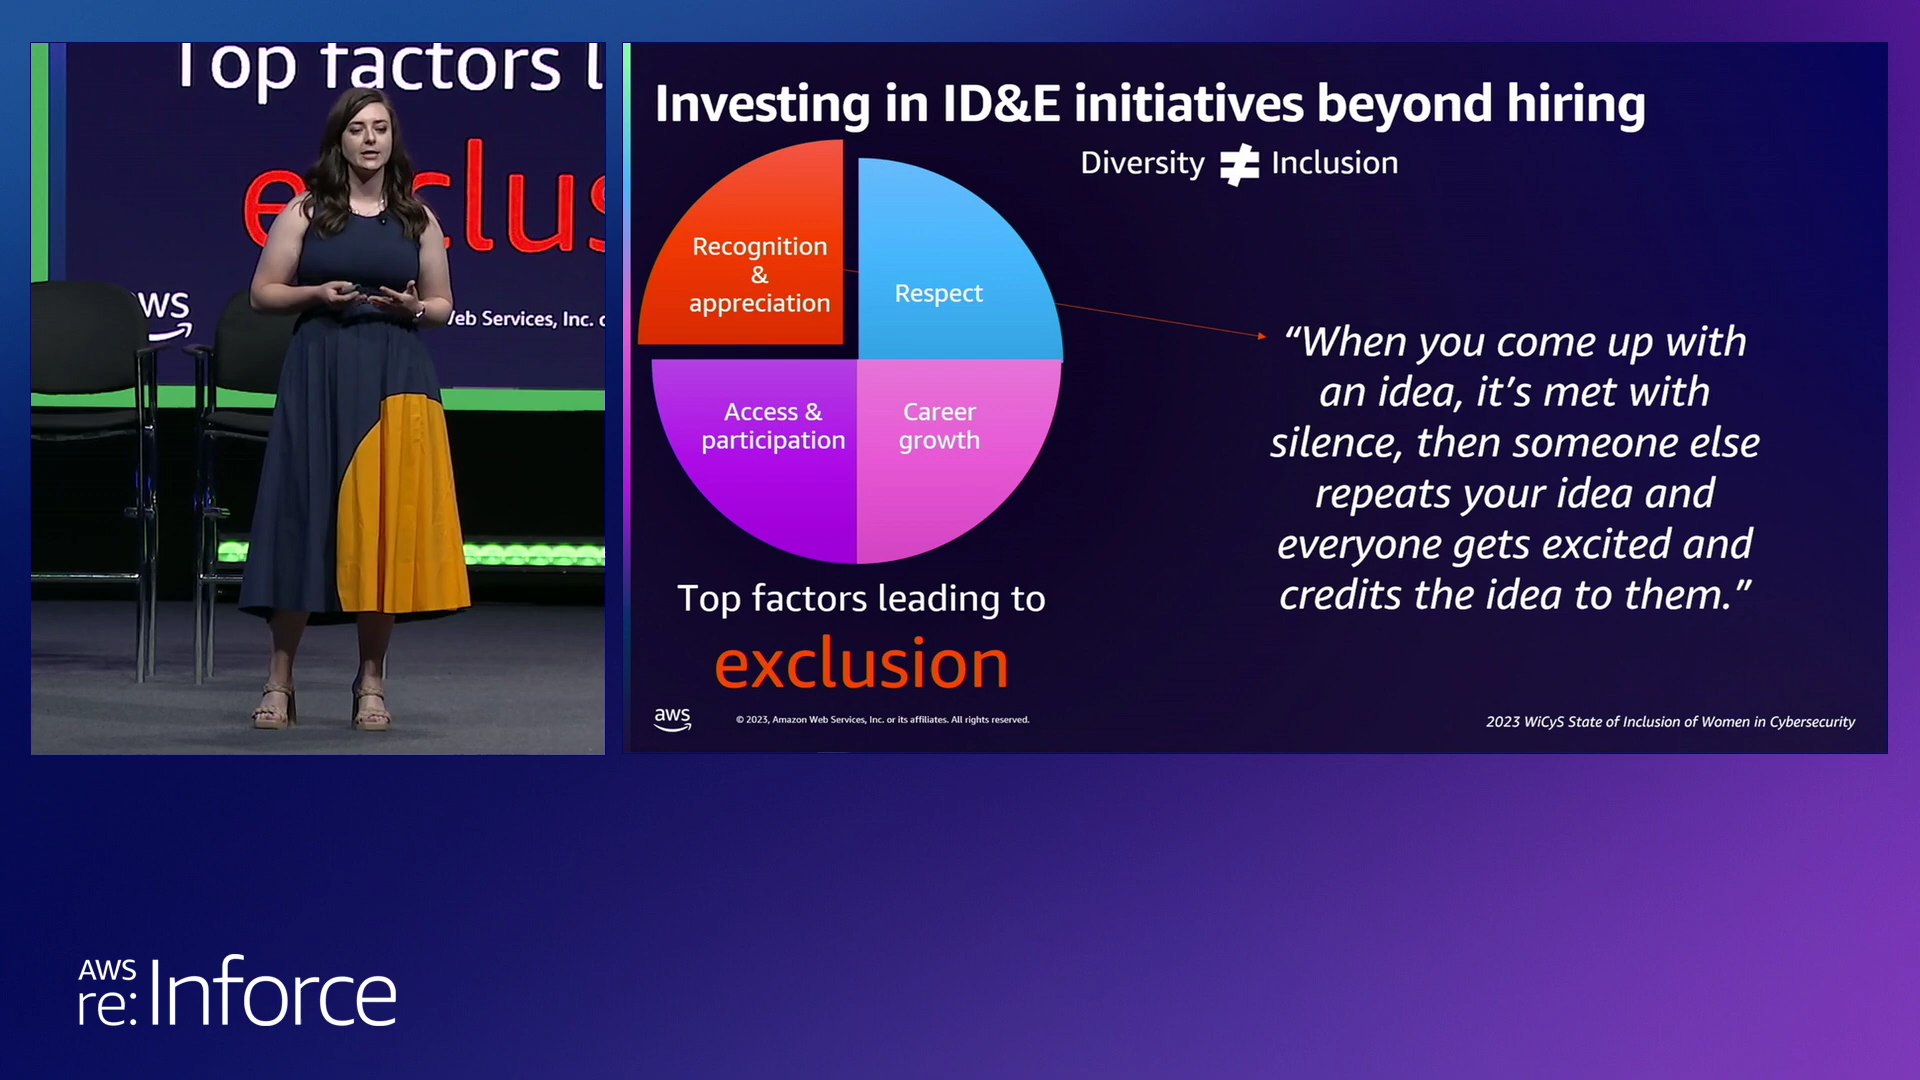 Top factors l
exclus
aws
Web Services, Inc. o
Investing in ID&E initiatives beyond hiring
Diversity ≠ Inclusion
Recognition
&
appreciation
Respect
Access &
participation
Career
growth
Top factors leading to
exclusion
“When you come up with
an idea, it’s met with
silence, then someone else
repeats your idea and
everyone gets excited and
credits the idea to them.”
aws
© 2023, Amazon Web Services, Inc. or its affiliates. All rights reserved.
2023 WiCyS State of Inclusion of Women in Cybersecurity
AWS
re:Inforce